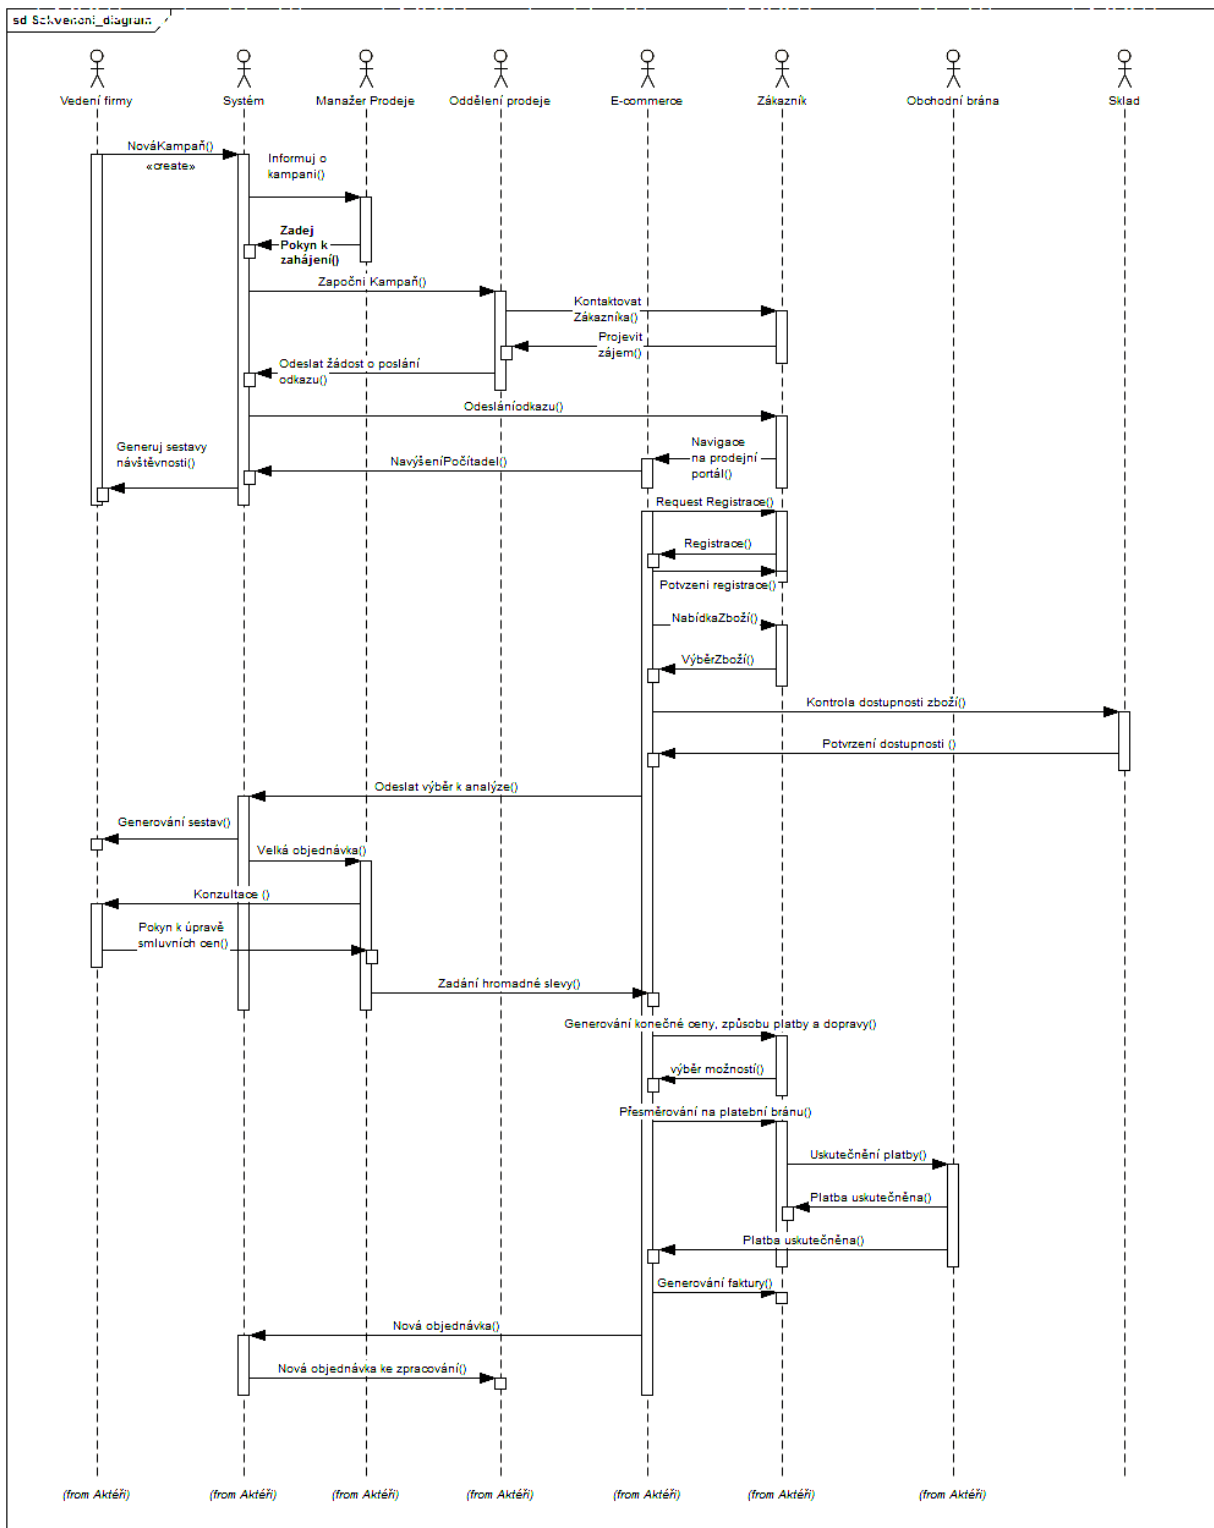 sd Sekvenční_diagram
Vedení firmy
Systém
Manažer Prodeje
Oddělení prodeje
E-commerce
Zákazník
Obchodní brána
Sklad
NováKampaň()
«create»
Informuj o
kampani()
Zadej
Pokyn k
zahájení()
Započni Kampaň()
Kontaktovat
Zákazníka()
Projevit
zájem()
Odeslat žádost o poslání
odkazu()
Odesláníodkazu()
Navigace
na prodejní
portál()
Generuj sestavy
návštěvnosti()
NavýšeníPočítadel()
Request Registrace()
Registrace()
Potvzeni registrace()
NabídkaZboží()
VýběrZboží()
Kontrola dostupnosti zboží()
Potvrzení dostupnosti ()
Odeslat výběr k analýze()
Generování sestav()
Velká objednávka()
Konzultace ()
Pokyn k úpravě
smluvních cen()
Zadání hromadné slevy()
Generování konečné ceny, způsobu platby a dopravy()
výběr možností()
Přesměrování na platební bránu()
Uskutečnění platby()
Platba uskutečněna()
Platba uskutečněna()
Generování faktury()
Nová objednávka()
Nová objednávka ke zpracování()
(from Aktéři)
(from Aktéři)
(from Aktéři)
(from Aktéři)
(from Aktéři)
(from Aktéři)
(from Aktéři)